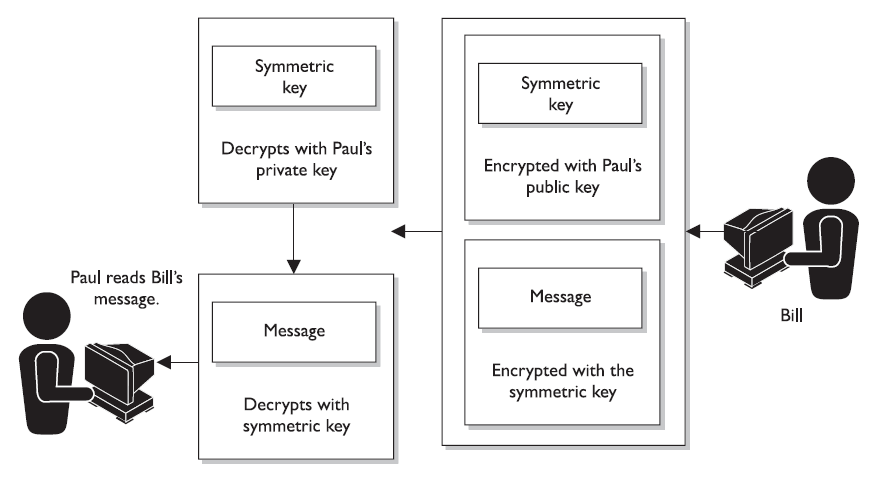 Symmetric
key
Decrypts with Paul's
private key
Symmetric
key
Encrypted with Paul's
public key
Paul reads Bill's
message.
Message
Decrypts with
symmetric key
Message
Encrypted with the
symmetric key
Bill